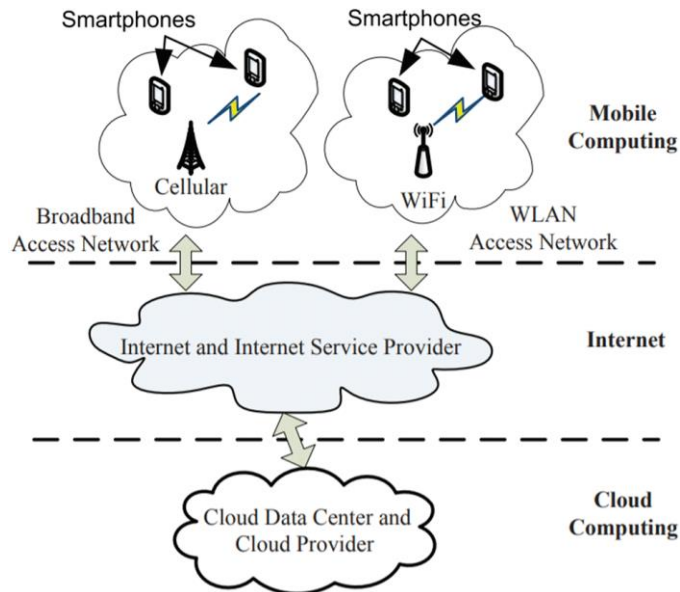 Smartphones
Smartphones
Cellular
WiFi
Mobile
Computing
Broadband
Access Network
WLAN
Access Network
Internet and Internet Service Provider
Internet
Cloud Data Center and
Cloud Provider
Cloud
Computing